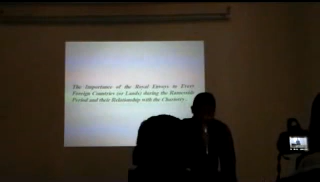 The Importance of the Royal Envoys to Every
Foreign Countries (or Lands) during the Ramesside
Period and their Relationship with the Chariotery